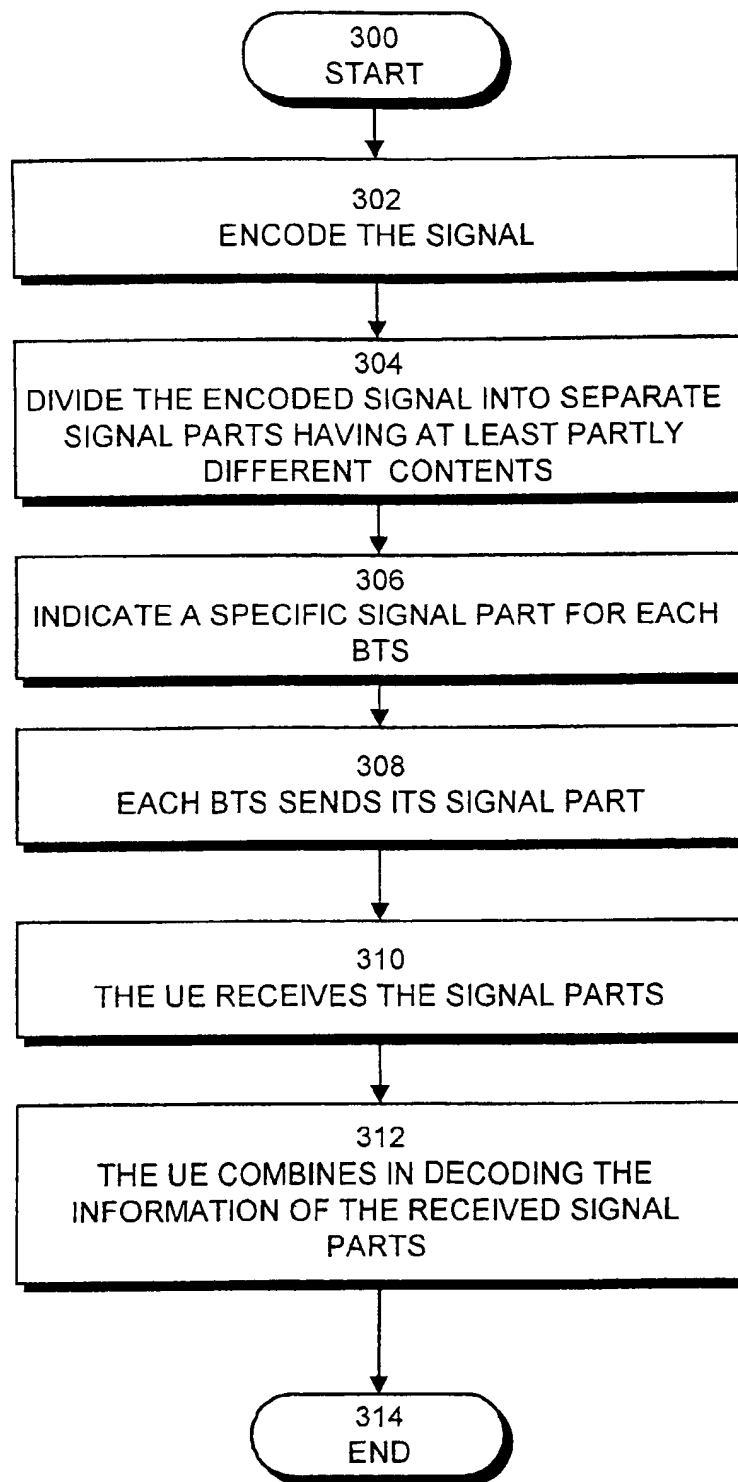 300
START
302
ENCODE THE SIGNAL
304
DIVIDE THE ENCODED SIGNAL INTO SEPARATE
SIGNAL PARTS HAVING AT LEAST PARTLY
DIFFERENT CONTENTS
306
INDICATE A SPECIFIC SIGNAL PART FOR EACH
BTS
308
EACH BTS SENDS ITS SIGNAL PART
310
THE UE RECEIVES THE SIGNAL PARTS
312
THE UE COMBINES IN DECODING THE
INFORMATION OF THE RECEIVED SIGNAL
PARTS
314
END